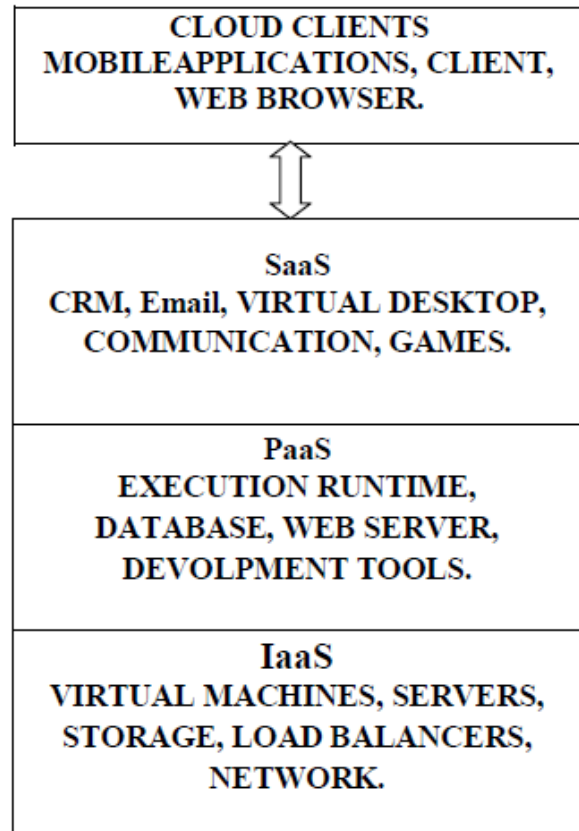 CLOUD CLIENTS
MOBILEAPPLICATIONS, CLIENT,
WEB BROWSER.
SaaS
CRM, Email, VIRTUAL DESKTOP,
COMMUNICATION, GAMES.
PaaS
EXECUTION RUNTIME,
DATABASE, WEB SERVER,
DEVOLPMENT TOOLS.
IaaS
VIRTUAL MACHINES, SERVERS,
STORAGE, LOAD BALANCERS,
NETWORK.